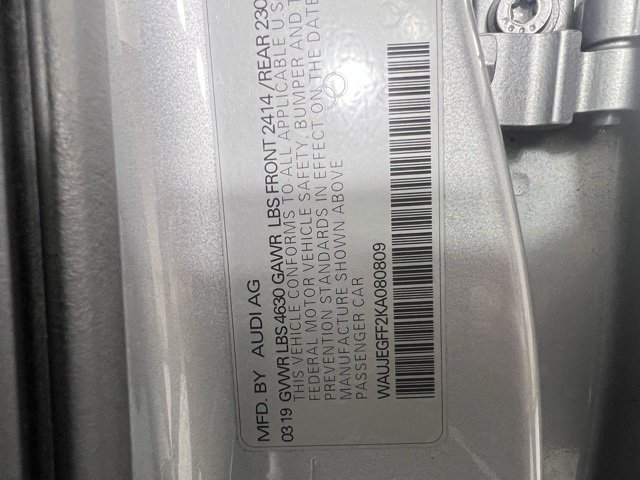 MFD. BY AUDI AG
03 19 GVWR LBS 4630 GAWR LBS FRONT 2414 /REAR 230
THIS VEHICLE CONFORMS TO ALL APPLICABLE U S
FEDERAL MOTOR VEHICLE SAFETY, BUMPER AND T
PREVENTION STANDARDS IN EFFECT ON THE DATE
MANUFACTURE SHOWN ABOVE
PASSENGER CAR
WAUJEGFF2KA080809